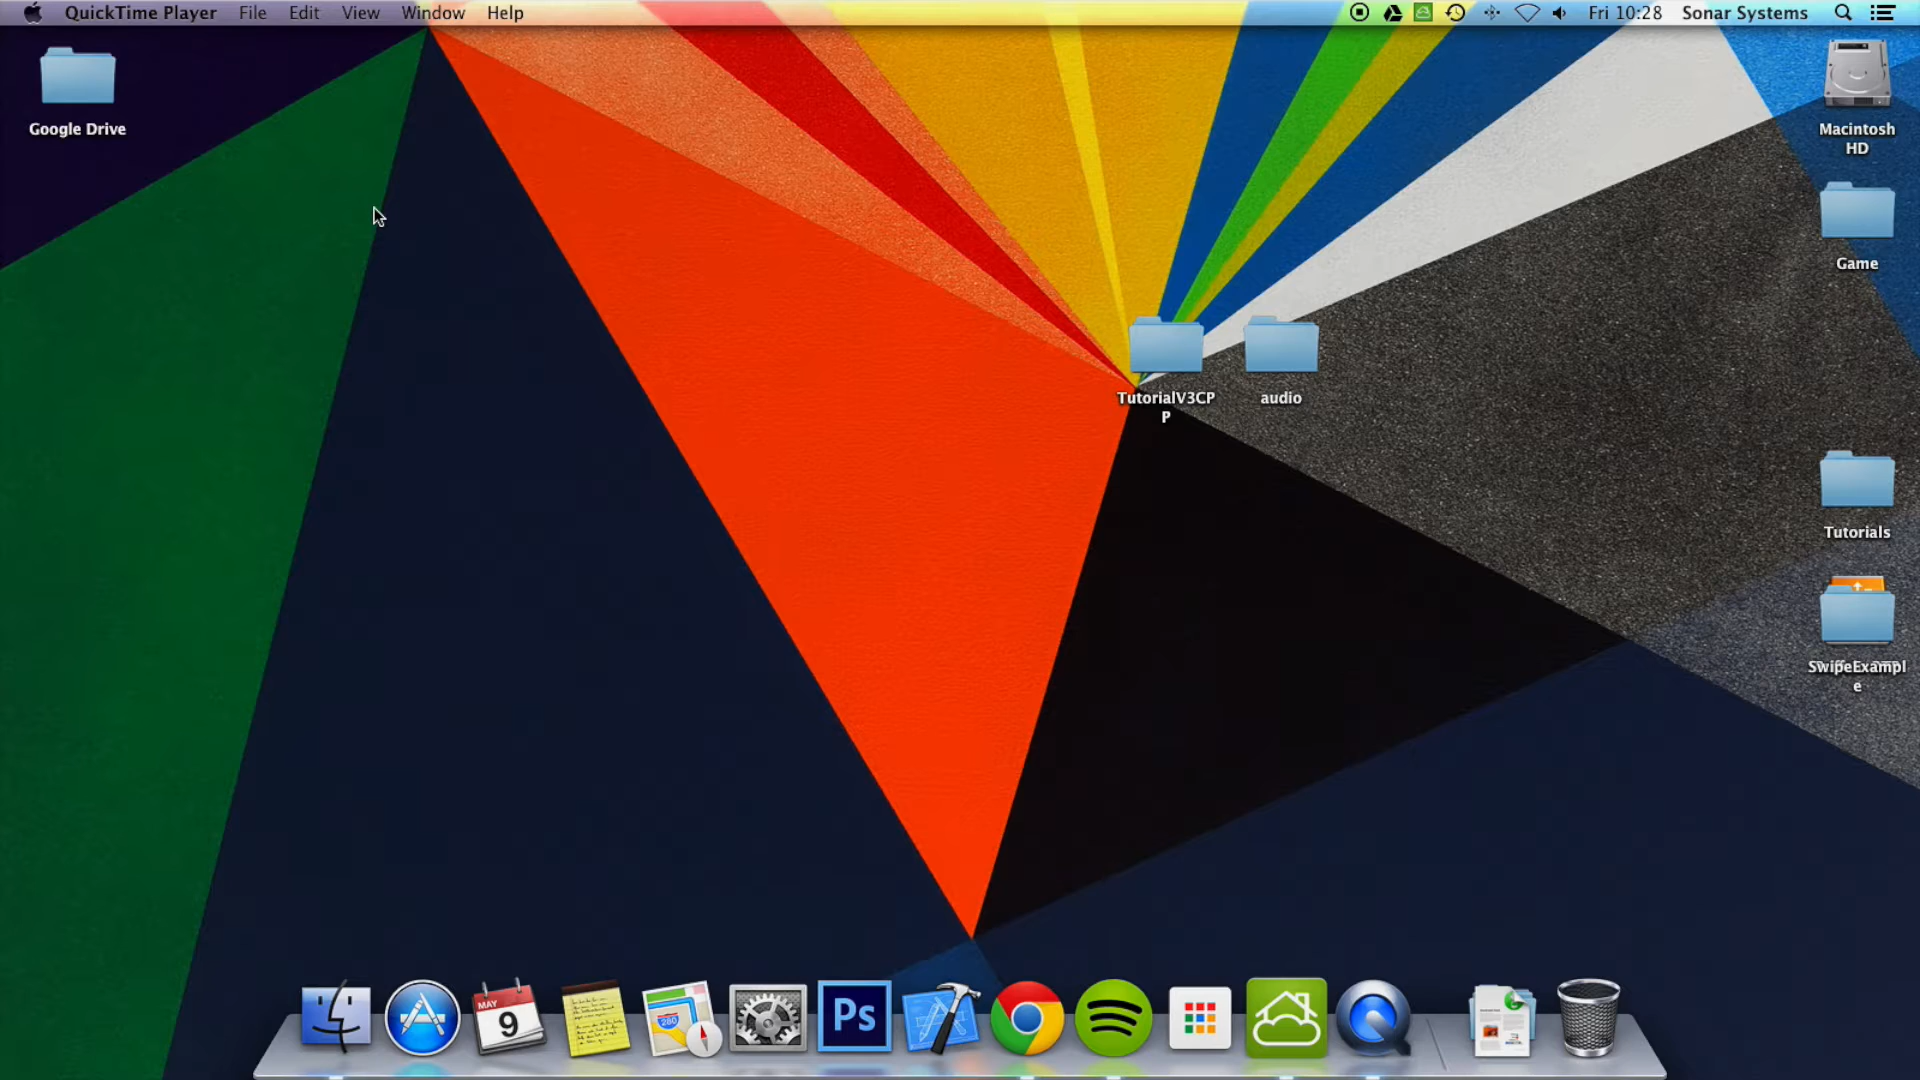 QuickTime Player File Edit View Window Help
Fri 10:28 Sonar Systems
Google Drive
Macintosh
HD
Game
TutorialV3CP
P
audio
Tutorials
SwipeExampl
e
MAY
9
280
Ps